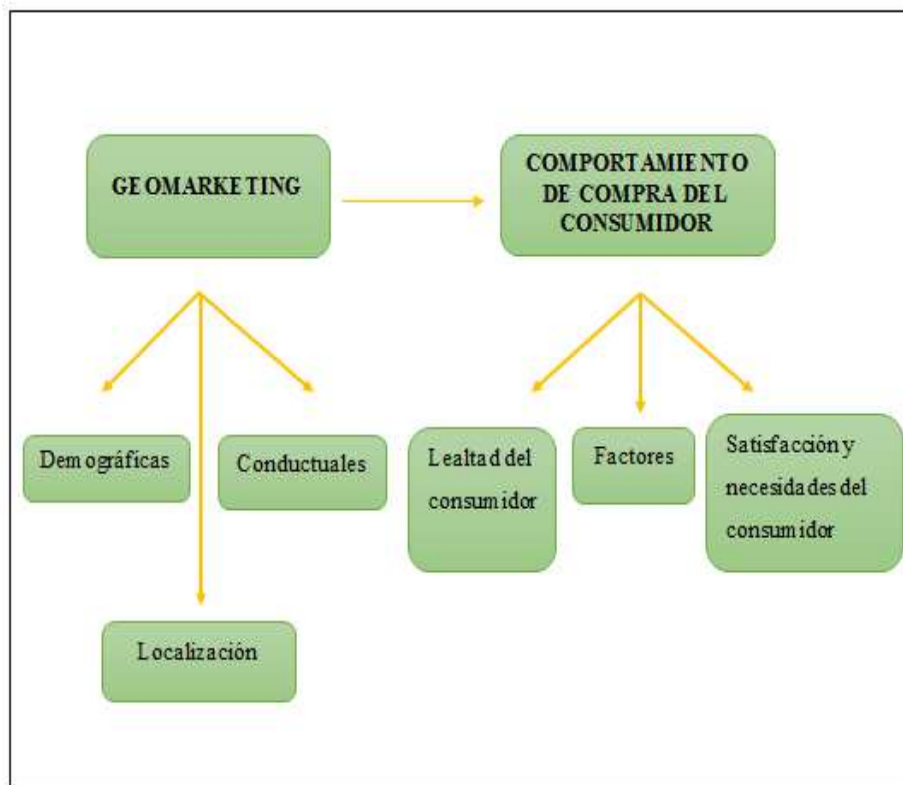 GEOMARKETING
COMPORTAMIENTO
DE COMPRA DEL
CONSUMIDOR
Demográficas
Conductuales
Localización
Lealtad del
consumidor
Factores
Satisfacción y
necesidades del
consumidor